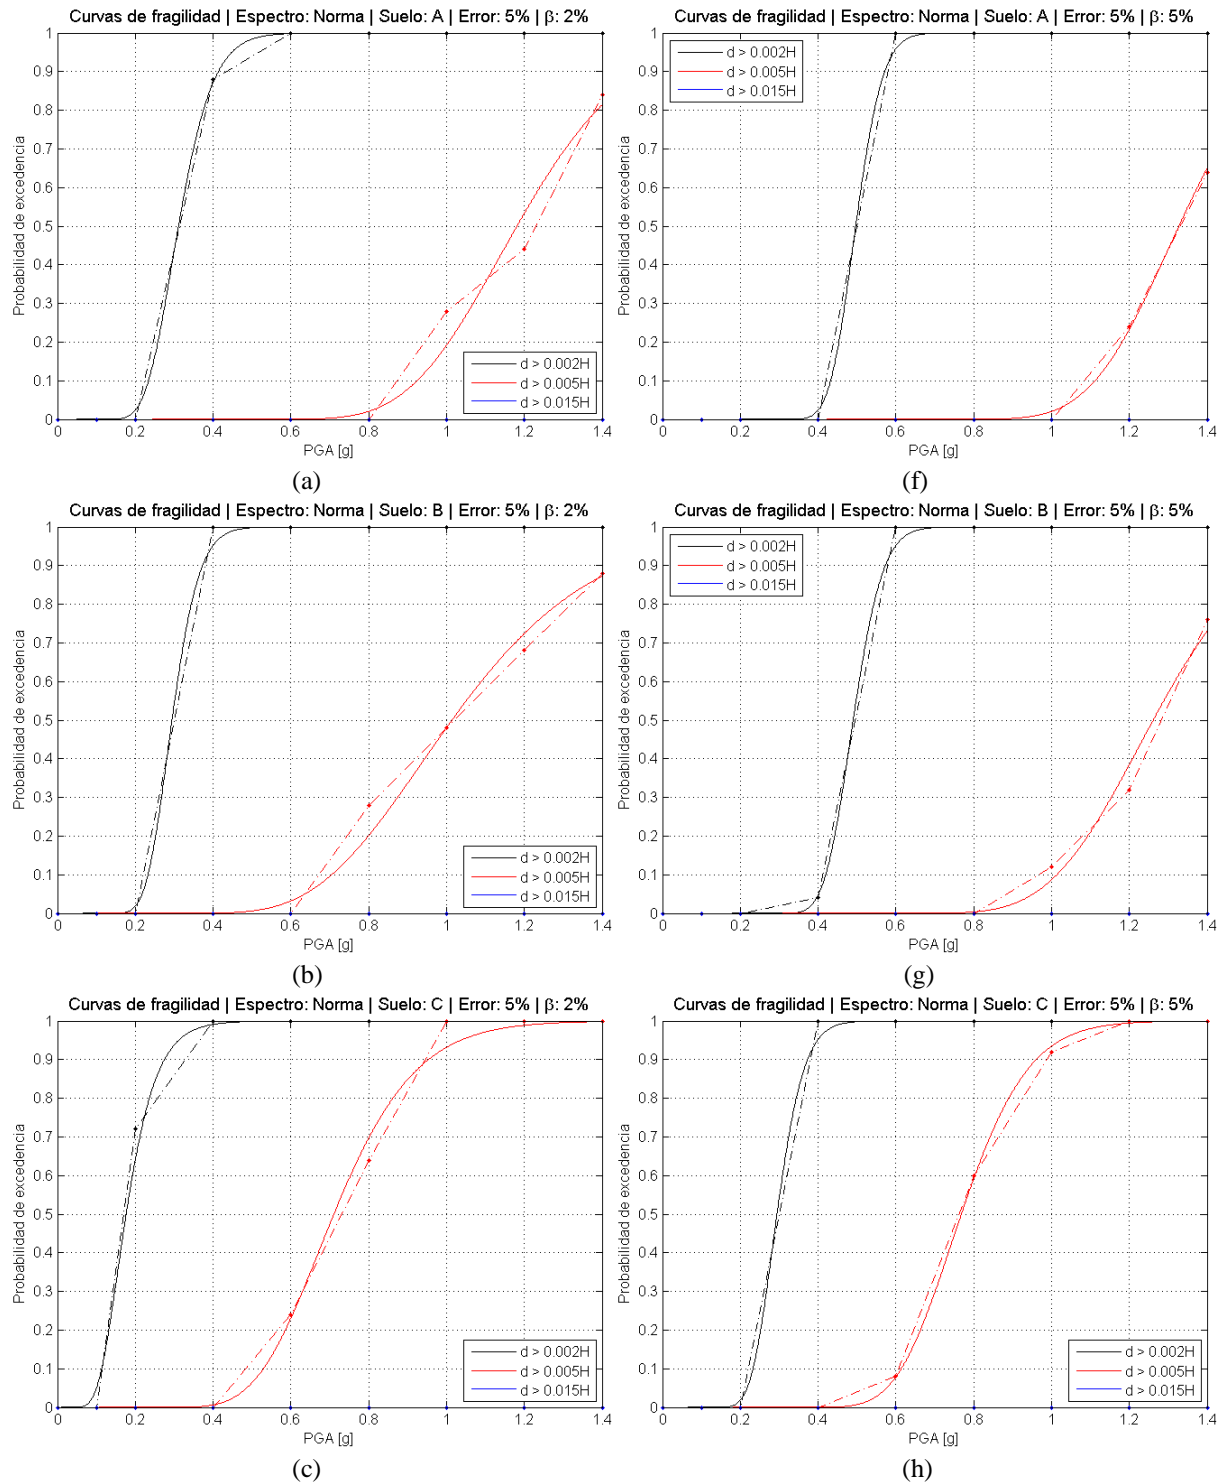 Curvas de fragilidad | Espectro: Norma | Suelo: A | Error: 5% | β: 2%
Probabilidad de excedencia
1
0.9
0.8
0.7
0.6
0.5
0.4
0.3
0.2
0.1
0
d > 0.002H
d > 0.005H
d > 0.015H
0 0.2 0.4 0.6 0.8 1 1.2 1.4
PGA [g]
(a)
Curvas de fragilidad | Espectro: Norma | Suelo: A | Error: 5% | β: 5%
Probabilidad de excedencia
1
0.9
0.8
0.7
0.6
0.5
0.4
0.3
0.2
0.1
0
d > 0.002H
d > 0.005H
d > 0.015H
0 0.2 0.4 0.6 0.8 1 1.2 1.4
PGA [g]
(f)
Curvas de fragilidad | Espectro: Norma | Suelo: B | Error: 5% | β: 2%
Probabilidad de excedencia
1
0.9
0.8
0.7
0.6
0.5
0.4
0.3
0.2
0.1
0
d > 0.002H
d > 0.005H
d > 0.015H
0 0.2 0.4 0.6 0.8 1 1.2 1.4
PGA [g]
(b)
Curvas de fragilidad | Espectro: Norma | Suelo: B | Error: 5% | β: 5%
Probabilidad de excedencia
1
0.9
0.8
0.7
0.6
0.5
0.4
0.3
0.2
0.1
0
d > 0.002H
d > 0.005H
d > 0.015H
0 0.2 0.4 0.6 0.8 1 1.2 1.4
PGA [g]
(g)
Curvas de fragilidad | Espectro: Norma | Suelo: C | Error: 5% | β: 2%
Probabilidad de excedencia
1
0.9
0.8
0.7
0.6
0.5
0.4
0.3
0.2
0.1
0
d > 0.002H
d > 0.005H
d > 0.015H
0 0.2 0.4 0.6 0.8 1 1.2 1.4
PGA [g]
(c)
Curvas de fragilidad | Espectro: Norma | Suelo: C | Error: 5% | β: 5%
Probabilidad de excedencia
1
0.9
0.8
0.7
0.6
0.5
0.4
0.3
0.2
0.1
0
d > 0.002H
d > 0.005H
d > 0.015H
0 0.2 0.4 0.6 0.8 1 1.2 1.4
PGA [g]
(h)